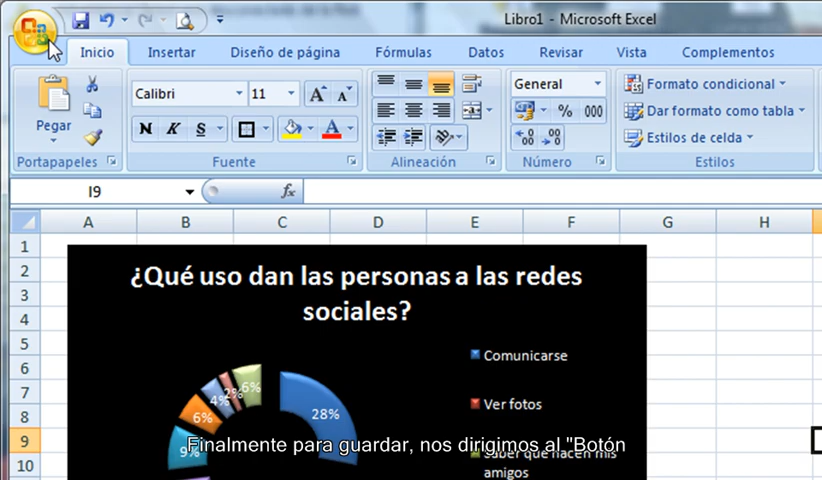 Libro1 - Microsoft Excel
Inicio Insertar Diseño de página Fórmulas Datos Revisar Vista Complementos
Pegar
Calibri 11
General
Formato condicional
Dar formato como tabla
Estilos de celda
N K S A A A % 000
Portapapeles Fuente Alineación Número Estilos
I9 fx
A B C D E F G H
1
2
3
4
5
6
7
8
9
10
¿Qué uso dan las personas a las redes
sociales?
Comunicarse
Ver fotos
Saber que hacen mis
amigos
28%
6%
2%
4%
6%
9%
Finalmente para guardar, nos dirigimos al "Botón